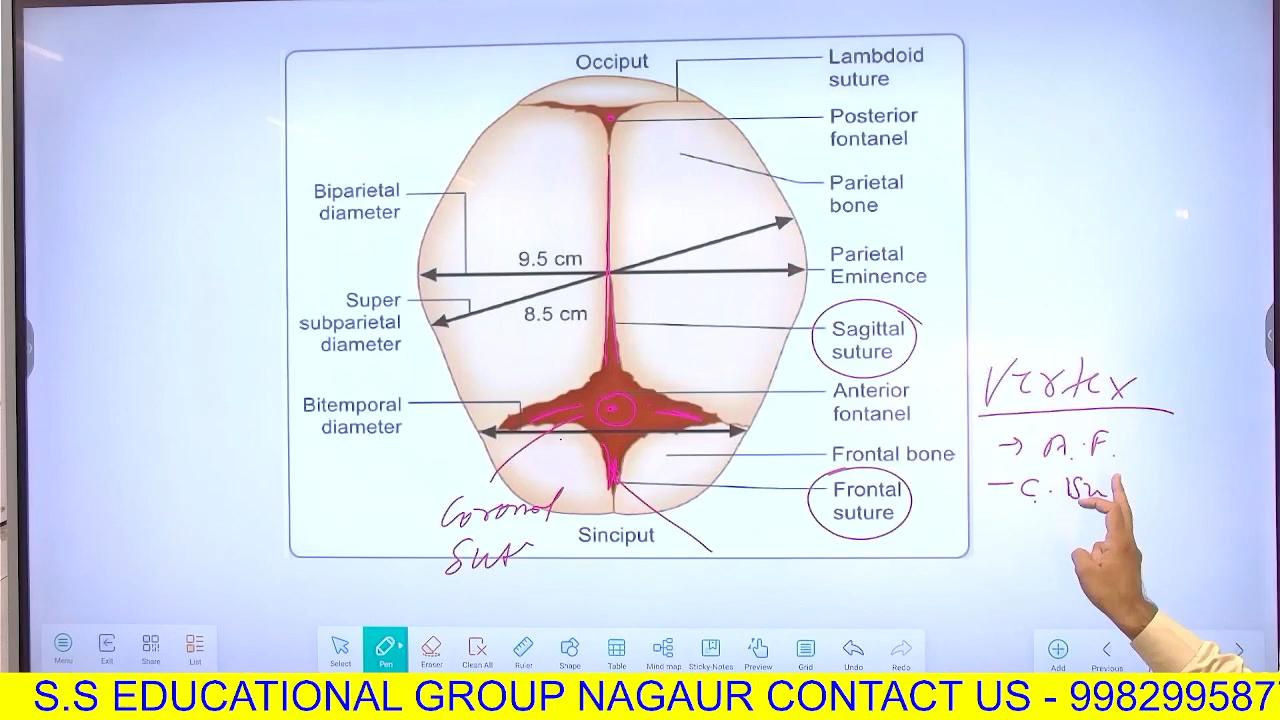 Occiput
Lambdoid
suture
Posterior
fontanel
Biparietal
diameter
Parietal
bone
9.5 cm
Parietal
Eminence
Super
subparietal
diameter
8.5 cm
Sagittal
suture
Bitemporal
diameter
Anterior
fontanel
Frontal bone
Frontal
suture
Sinciput
Coronal
Sut
Vertex
→ A.F.
- C.
Menu
Exit
Share
List
Select
Pen
Eraser
Clean All
Ruler
Shape
Table
Mind map
Sticky-Notes
Preview
Grid
Undo
Redo
Add
Previous
S.S EDUCATIONAL GROUP NAGAUR CONTACT US - 998299587